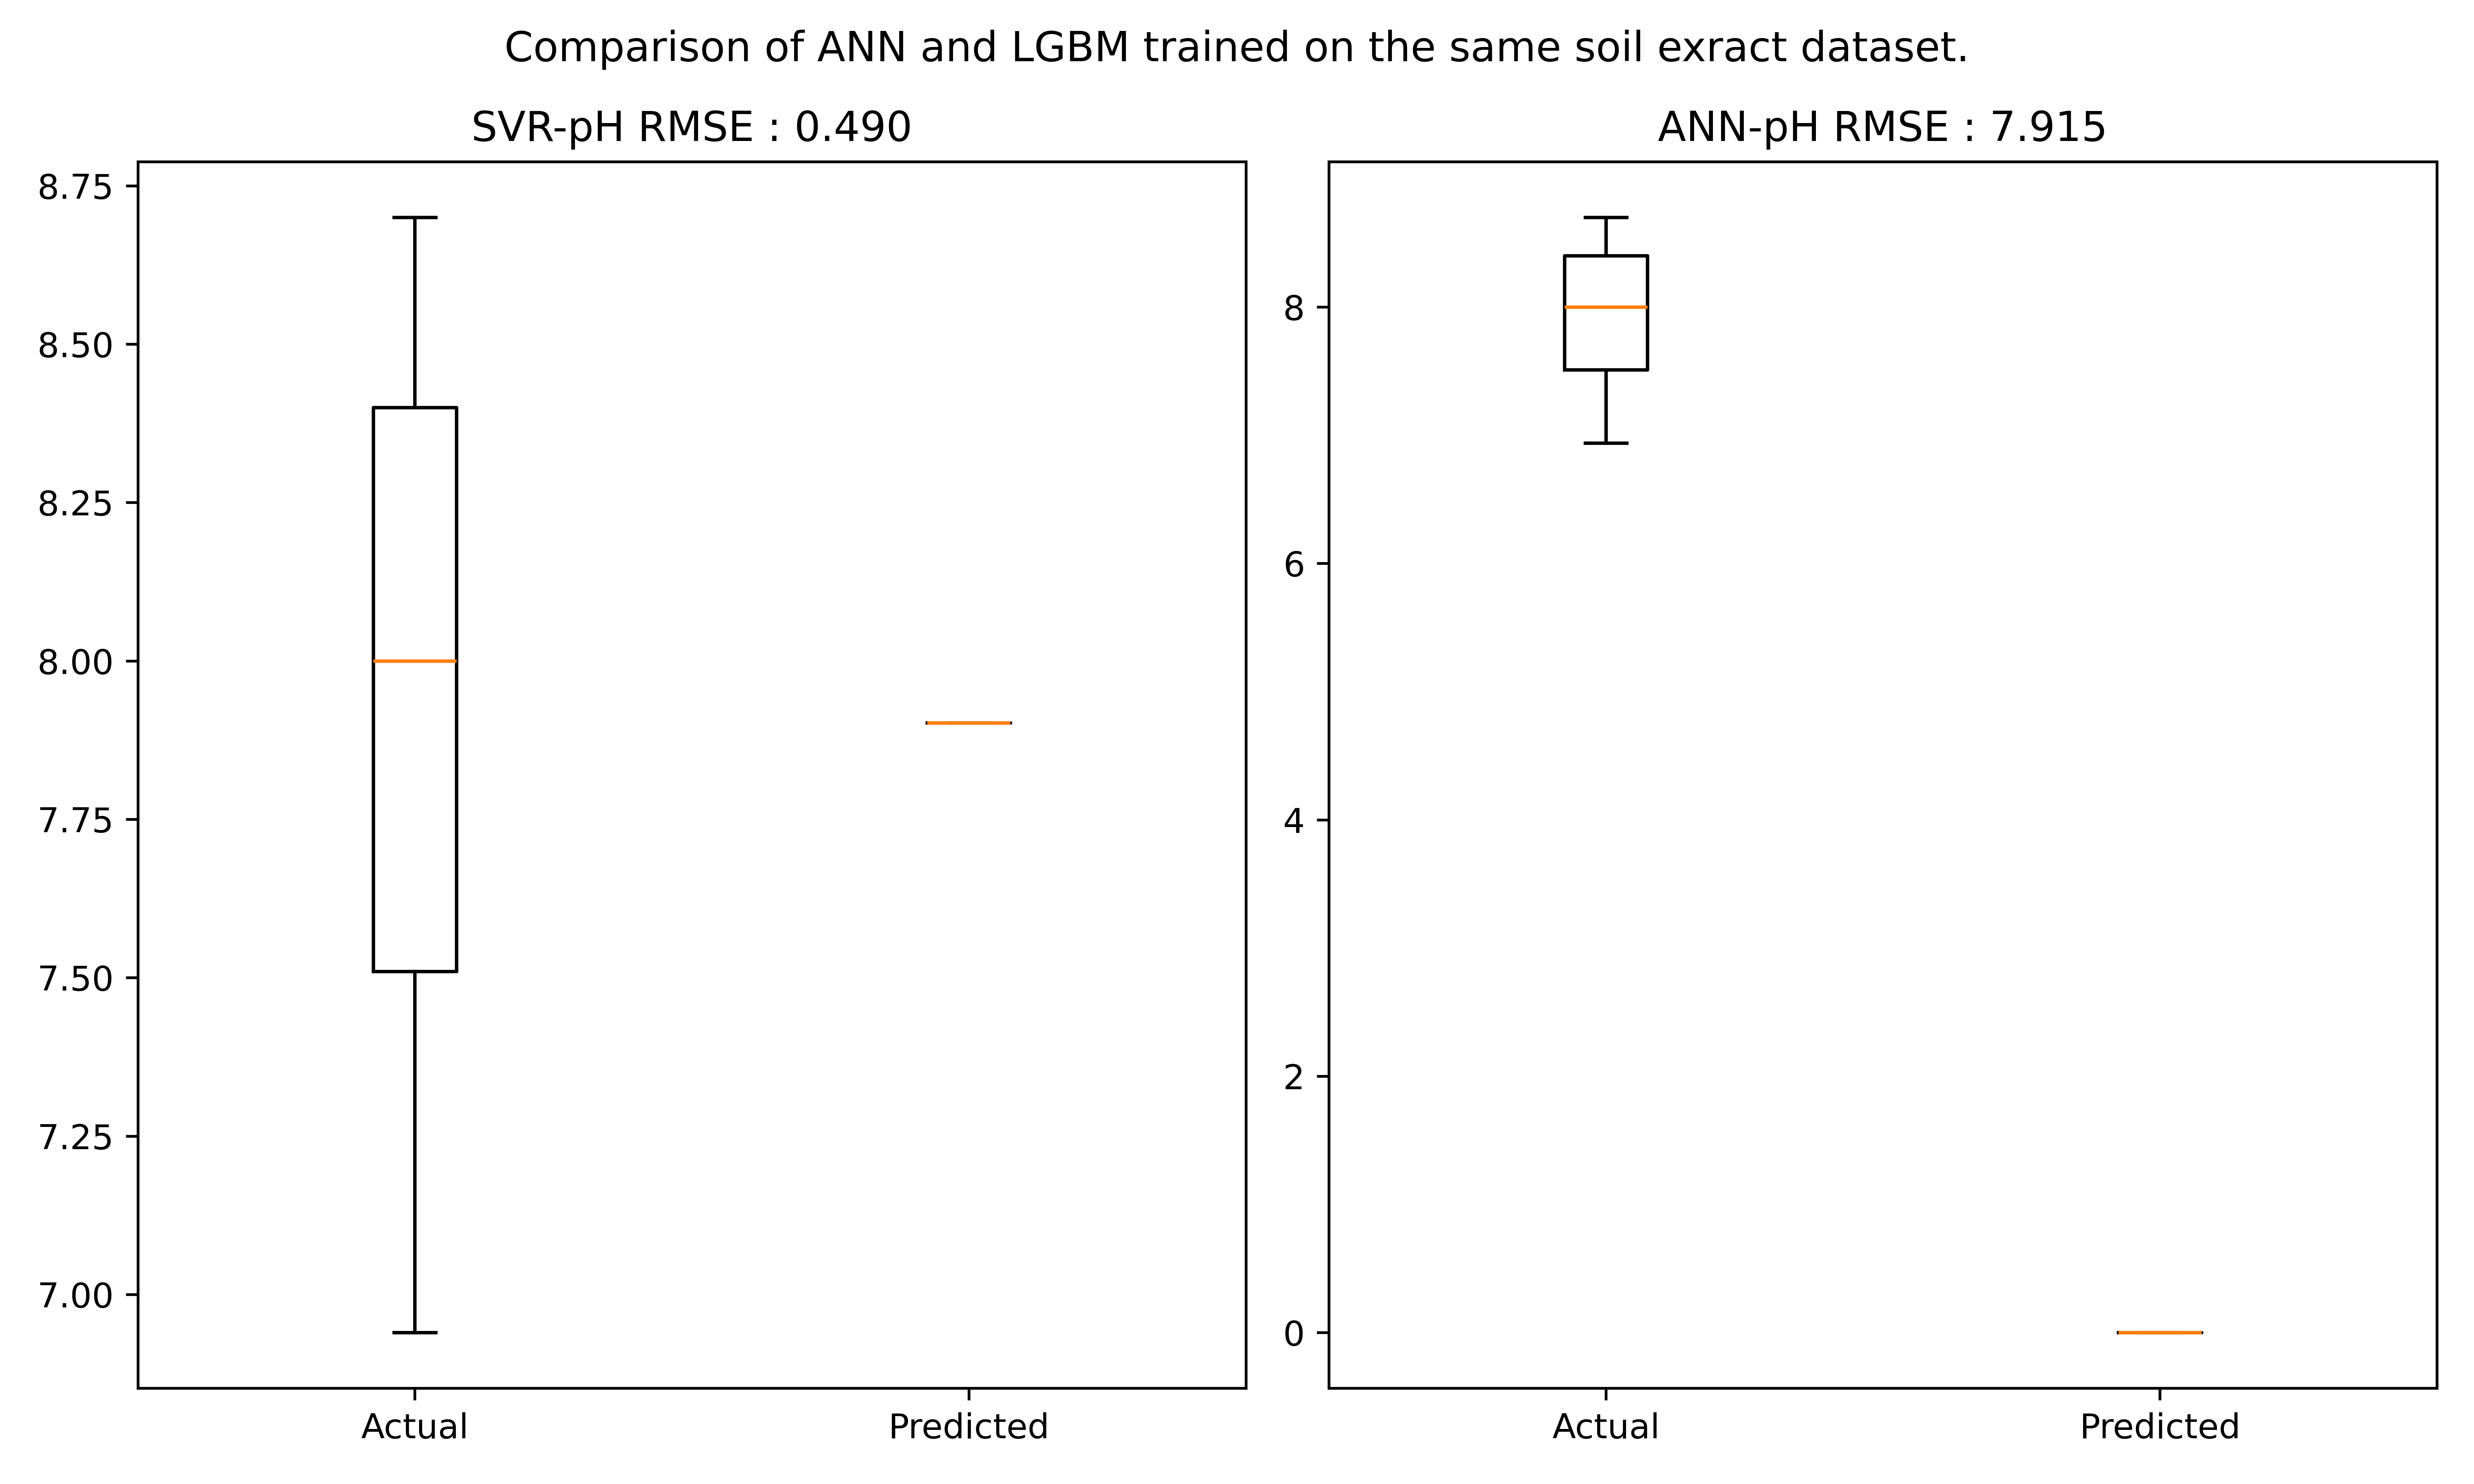 Comparison of ANN and LGBM trained on the same soil exract dataset.
SVR-pH RMSE : 0.490
8.75
8.50
8.25
8.00
7.75
7.50
7.25
7.00
Actual
Predicted
ANN-pH RMSE : 7.915
8
6
4
2
0
Actual
Predicted